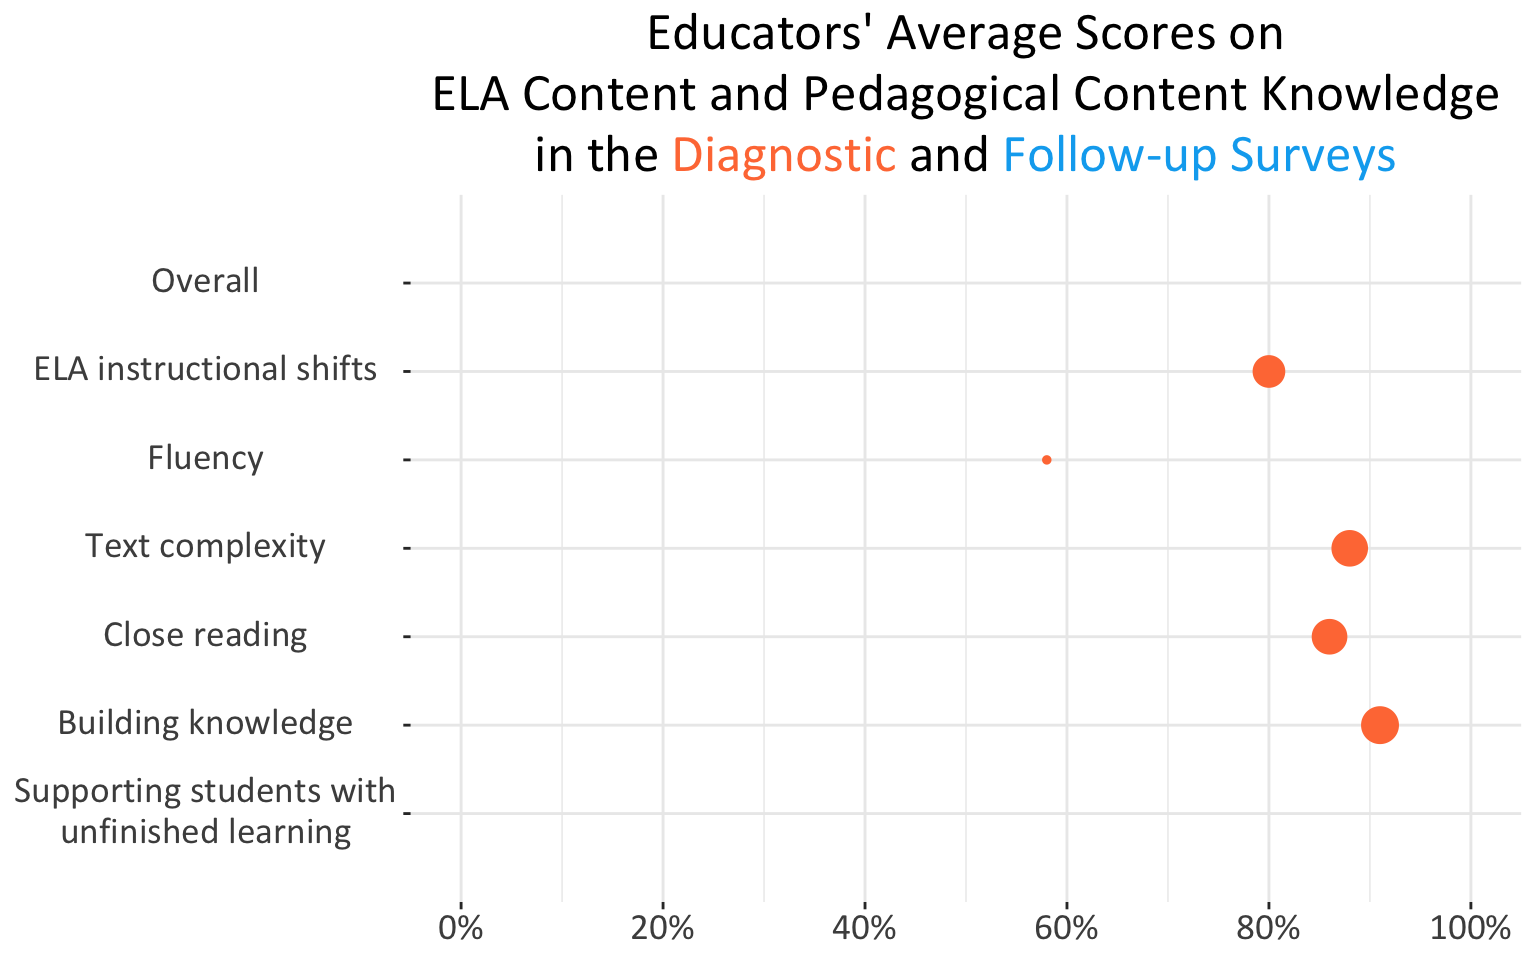 Educators' Average Scores on
ELA Content and Pedagogical Content Knowledge
in the Diagnostic and Follow-up Surveys
Overall
ELA instructional shifts
Fluency
Text complexity
Close reading
Building knowledge
Supporting students with
unfinished learning
0% 20% 40% 60% 80% 100%